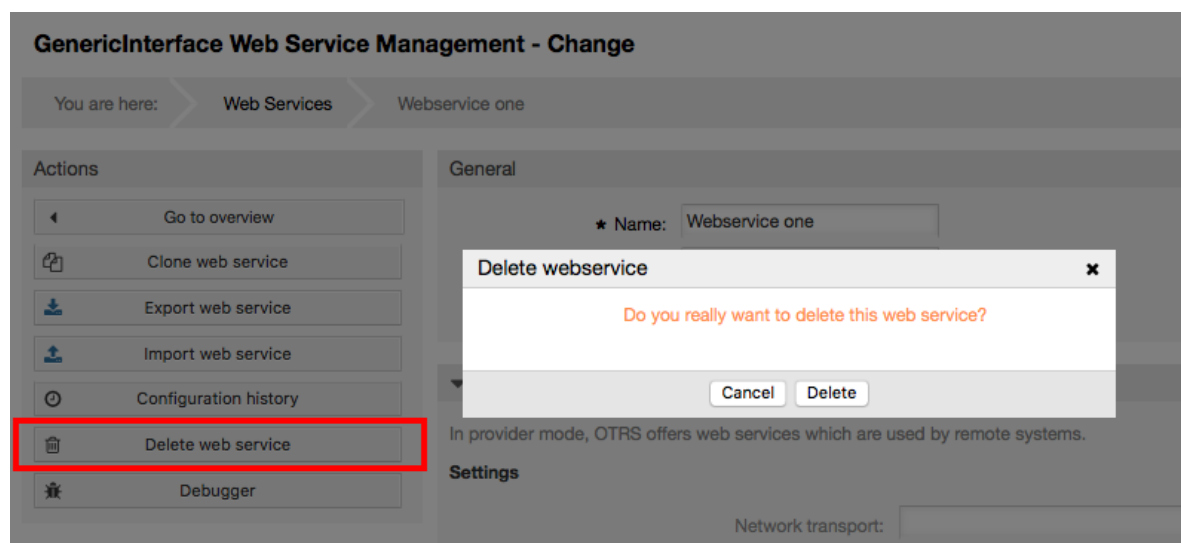 GenericInterface Web Service Management - Change
You are here: Web Services Webservice one
Actions
Go to overview
Clone web service
Export web service
Import web service
Configuration history
Delete web service
Debugger
General
★ Name: Webservice one
Delete webservice ✖
Do you really want to delete this web service?
Cancel Delete
In provider mode, OTRS offers web services which are used by remote systems.
Settings
Network transport: